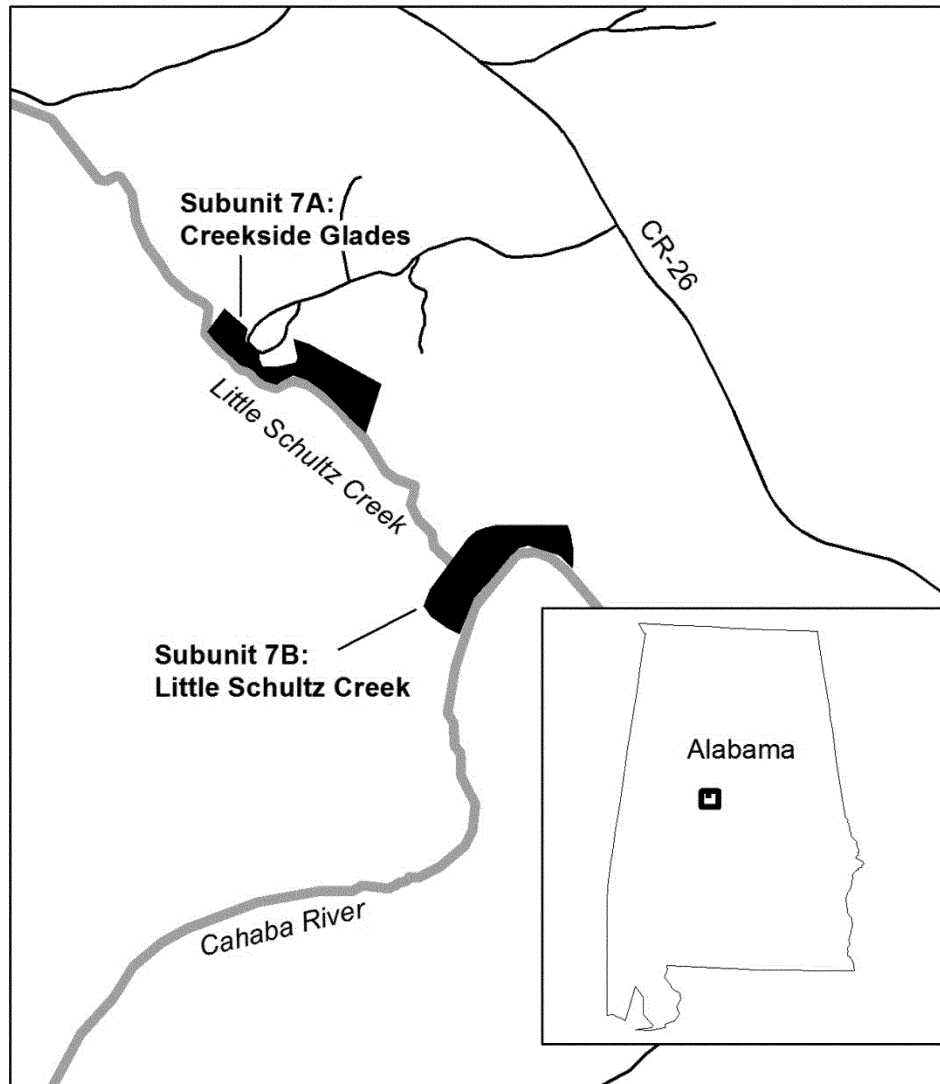 Subunit 7A:
Creekside Glades
CR-26
Little Schultz Creek
Subunit 7B:
Little Schultz Creek
Alabama
Cahaba River